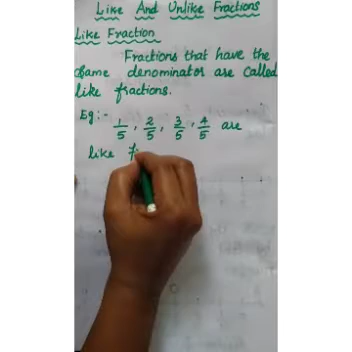 Like And Unlike Fractions
Like Fraction
Fractions that have the
same denominator are called
like fractions.
Eg:- 1/5, 2/5, 3/5, 4/5 are
like f